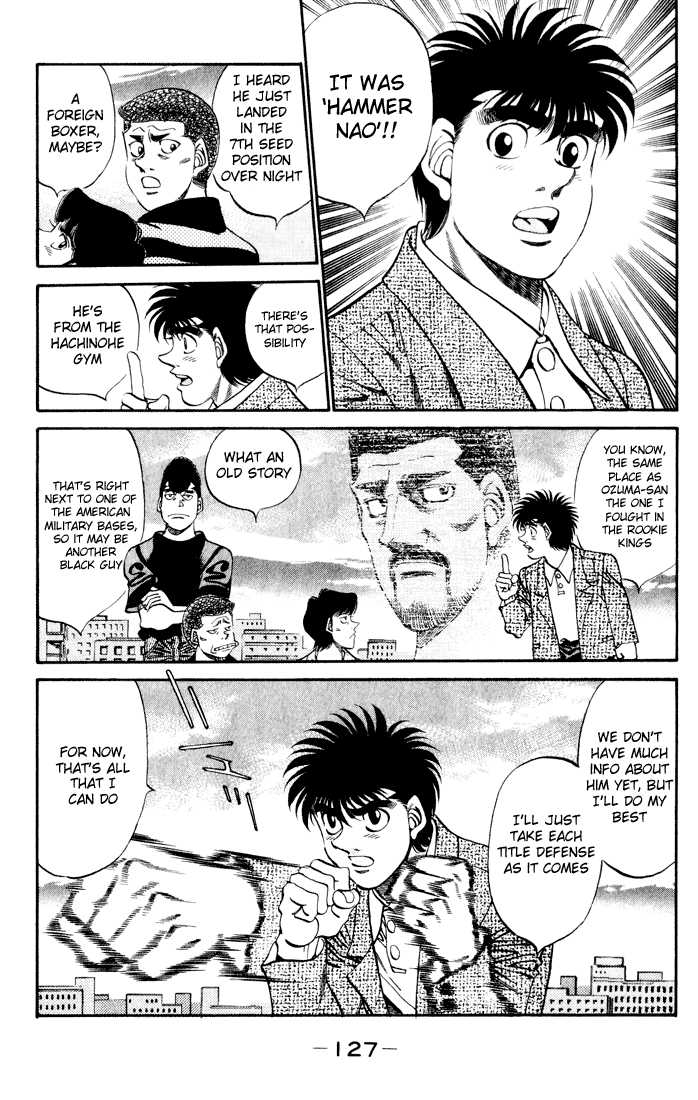 IT WAS
'HAMMER
NAO'!!
I HEARD
HE JUST
LANDED
IN THE
7TH SEED
POSITION
OVER NIGHT
A
FOREIGN
BOXER,
MAYBE?
THERE'S
THAT POS-
SIBILITY
HE'S
FROM THE
HACHINOHE
GYM
YOU KNOW,
THE SAME
PLACE AS
OZUMA-SAN
THE ONE I
FOUGHT IN
THE ROOKIE
KINGS
WHAT AN
OLD STORY
THAT'S RIGHT
NEXT TO ONE OF
THE AMERICAN
MILITARY BASES,
SO IT MAY BE
ANOTHER
BLACK GUY
WE DON'T
HAVE MUCH
INFO ABOUT
HIM YET, BUT
I'LL DO MY
BEST
I'LL JUST
TAKE EACH
TITLE DEFENSE
AS IT COMES
FOR NOW,
THAT'S ALL
THAT I
CAN DO
-127-